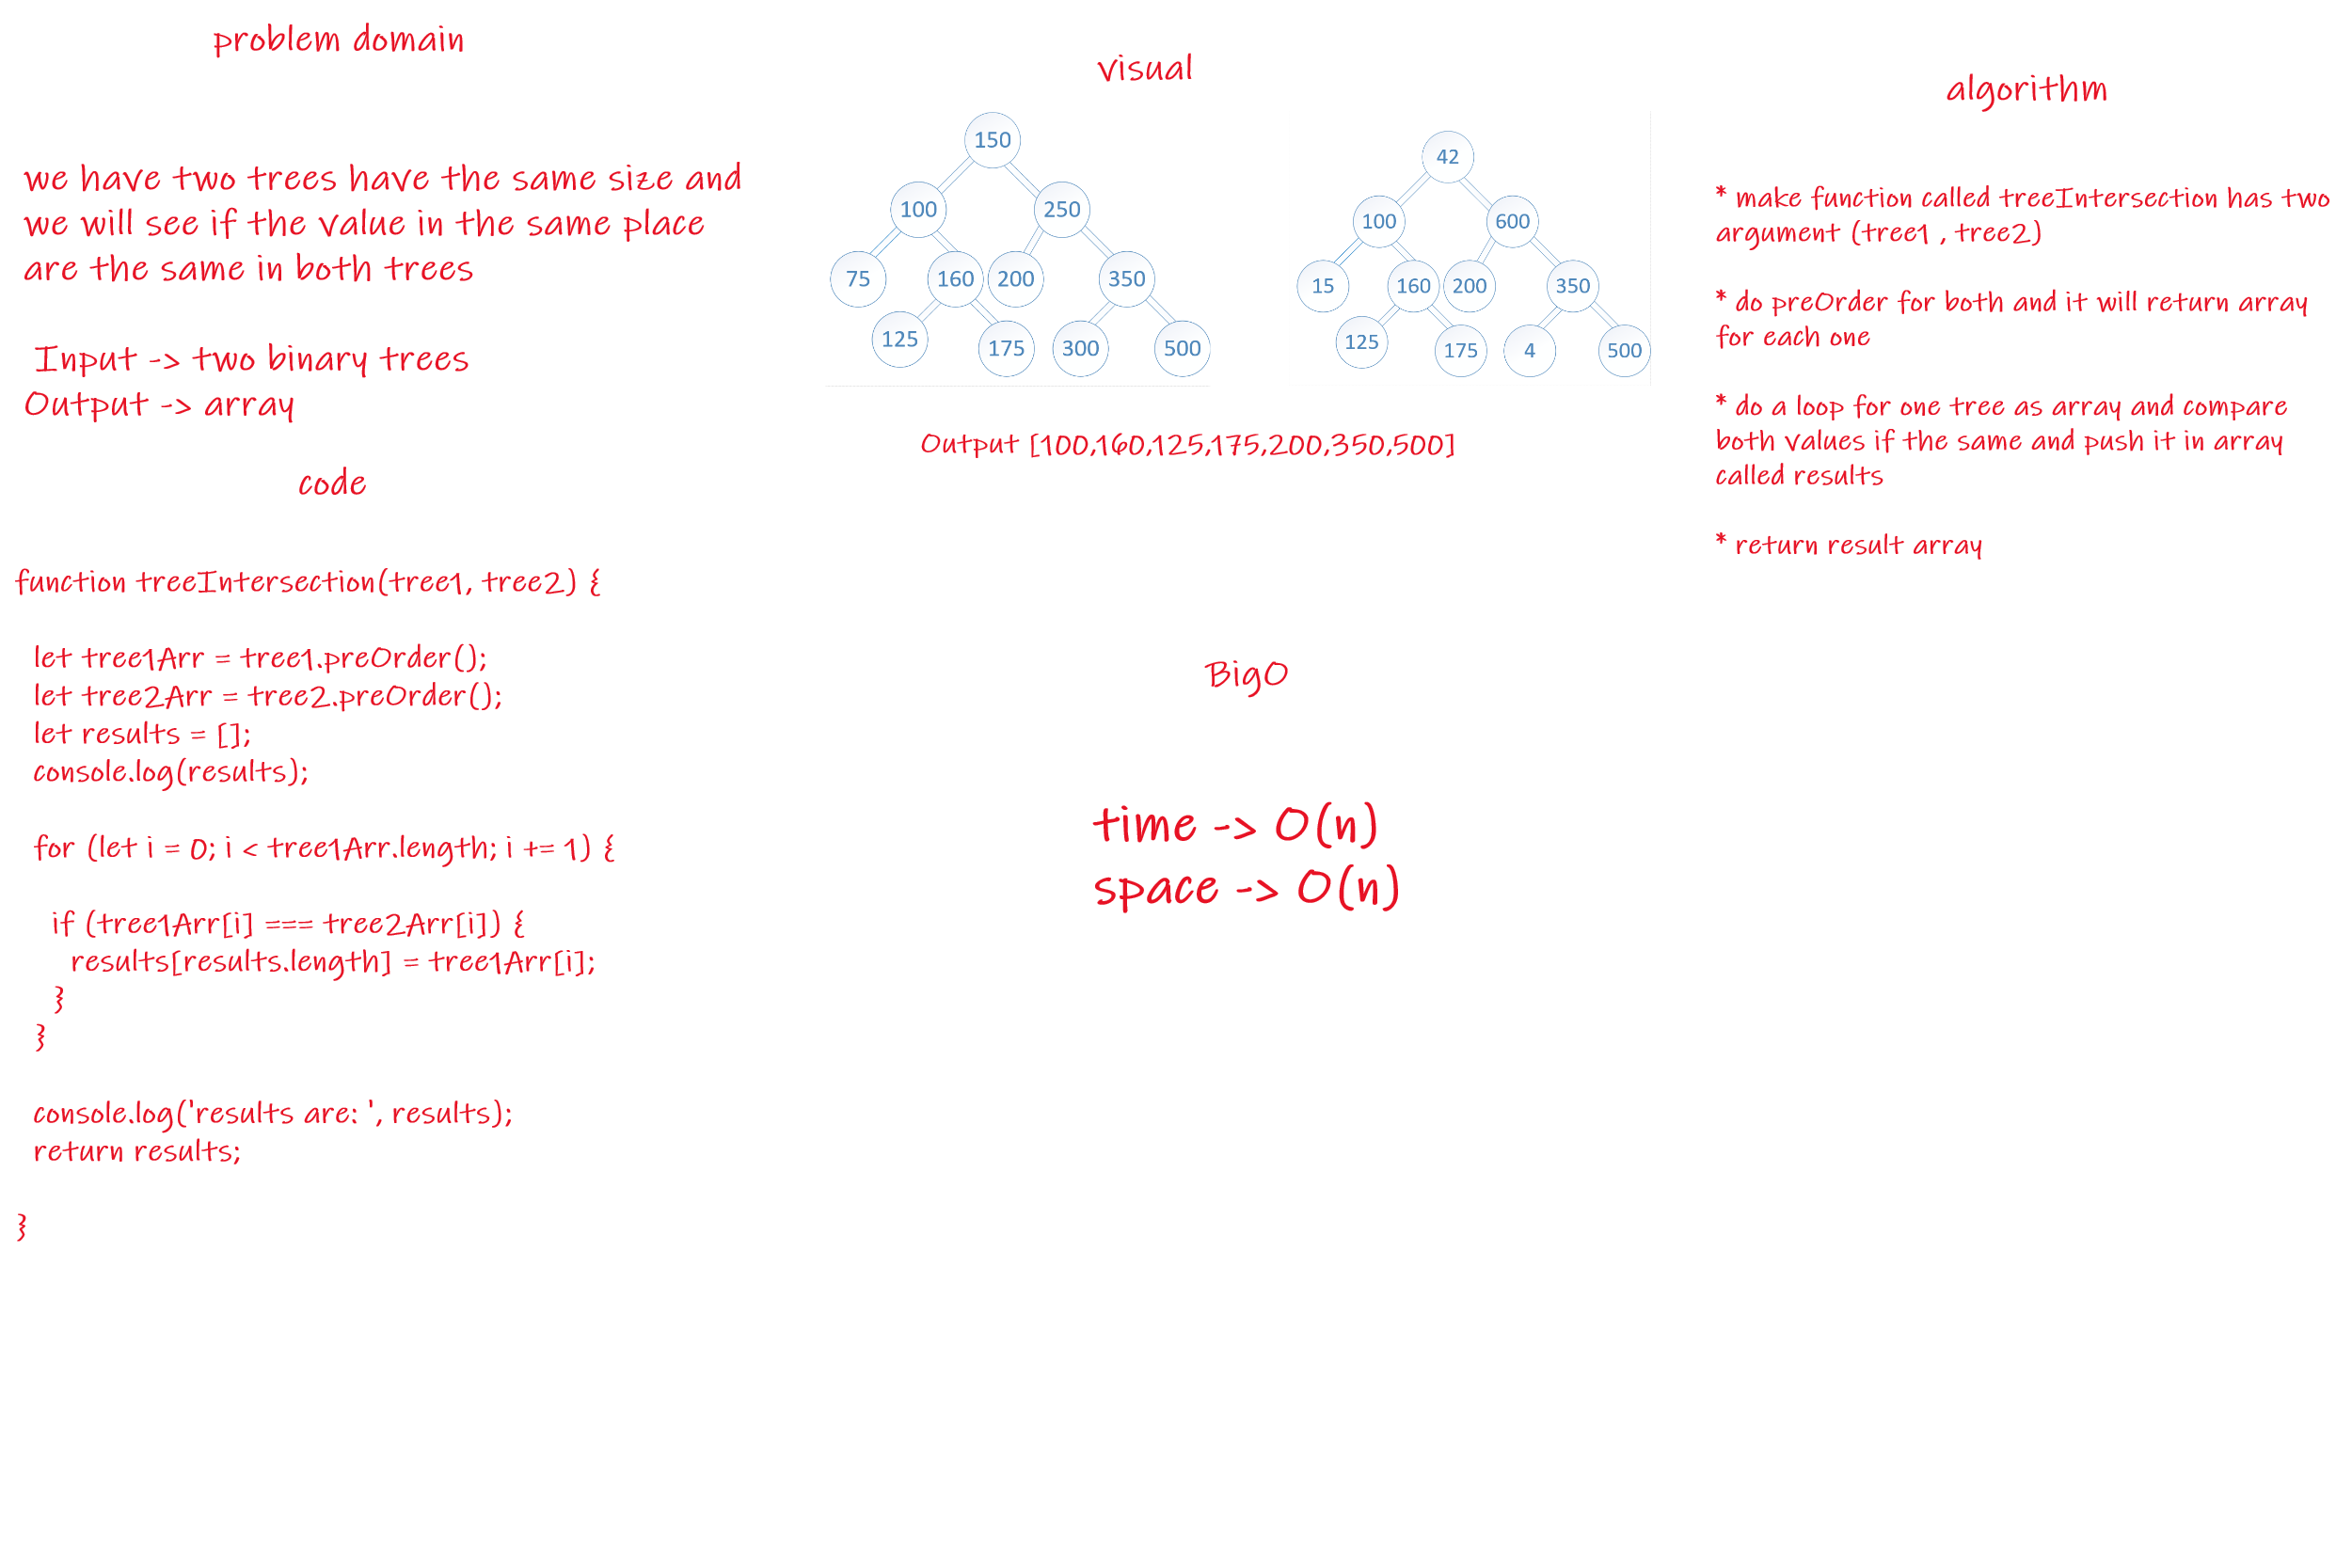 problem domain
we have two trees have the same size and
we will see if the value in the same place
are the same in both trees
Input -> two binary trees
Output -> array
code
function treeIntersection(tree1, tree2) {
let tree1Arr = tree1.preOrder();
let tree2Arr = tree2.preOrder();
let results = [];
console.log(results);
for (let i = 0; i < tree1Arr.length; i += 1) {
if (tree1Arr[i] === tree2Arr[i]) {
results[results.length] = tree1Arr[i];
}
}
console.log('results are: ', results);
return results;
}
visual
150
100 250
75 160 200 350
125 175 300 500
42
100 600
15 160 200 350
125 175 4 500
Output [100,160,125,175,200,350,500]
BigO
time -> O(n)
space -> O(n)
algorithm
* make function called treeIntersection has two
argument (tree1 , tree2)
* do preOrder for both and it will return array
for each one
* do a loop for one tree as array and compare
both values if the same and push it in array
called results
* return result array